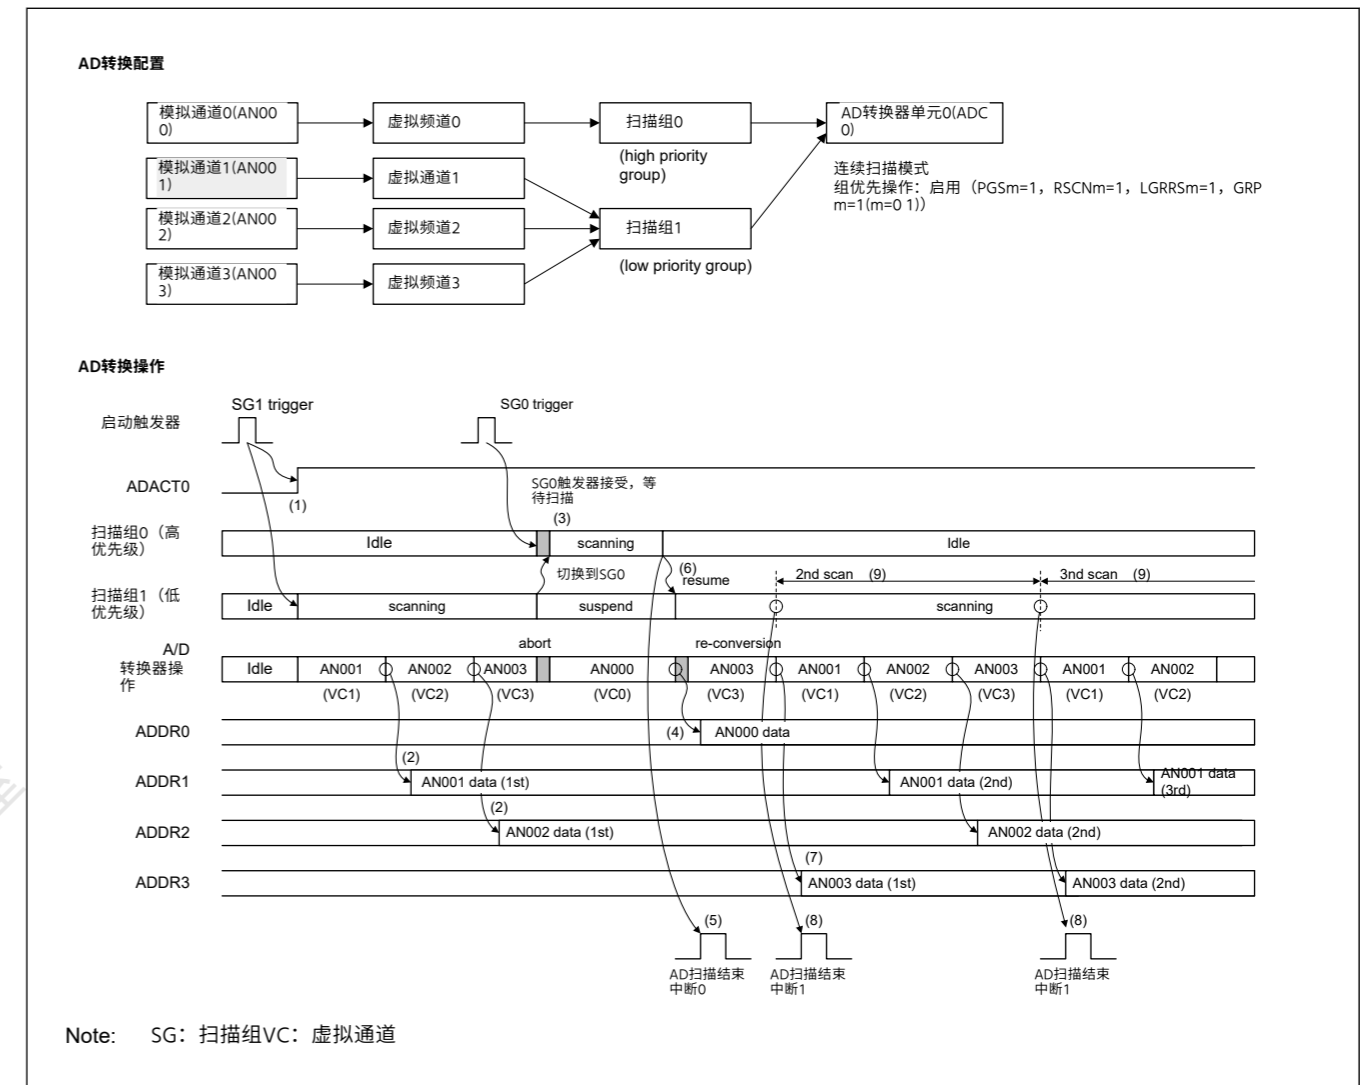 AD转换配置
模拟通道0(AN00
0)
虚拟频道0
扫描组0
AD转换器单元0(ADC
0)
(high priority
group)
模拟通道1(AN00
1)
虚拟通道1
连续扫描模式
组优先操作：启用（PGSm=1，RSCNm=1，LGRRSm=1，GRP
m=1(m=0 1)）
模拟通道2(AN00
2)
虚拟频道2
扫描组1
(low priority group)
模拟通道3(AN00
3)
虚拟频道3
AD转换操作
SG1 trigger
SG0 trigger
启动触发器
ADACT0
(1)
SG0触发器接受，等
待扫描
(3)
扫描组0（高
优先级）
Idle
scanning
Idle
切换到SG0
(6)
resume
2nd scan (9)
3nd scan (9)
扫描组1（低
优先级）
Idle
scanning
suspend
scanning
abort
re-conversion
A/D
转换器操
作
Idle
AN001
AN002
AN003
AN000
AN003
AN001
AN002
AN003
AN001
AN002
(VC1)
(VC2)
(VC3)
(VC0)
(VC3)
(VC1)
(VC2)
(VC3)
(VC1)
(VC2)
ADDR0
(4)
AN000 data
(2)
ADDR1
AN001 data (1st)
AN001 data (2nd)
AN001 data
(3rd)
(2)
ADDR2
AN002 data (1st)
AN002 data (2nd)
(7)
ADDR3
AN003 data (1st)
AN003 data (2nd)
(5)
(8)
(8)
AD扫描结束
中断0
AD扫描结束
中断1
AD扫描结束
中断1
Note: SG：扫描组VC：虚拟通道